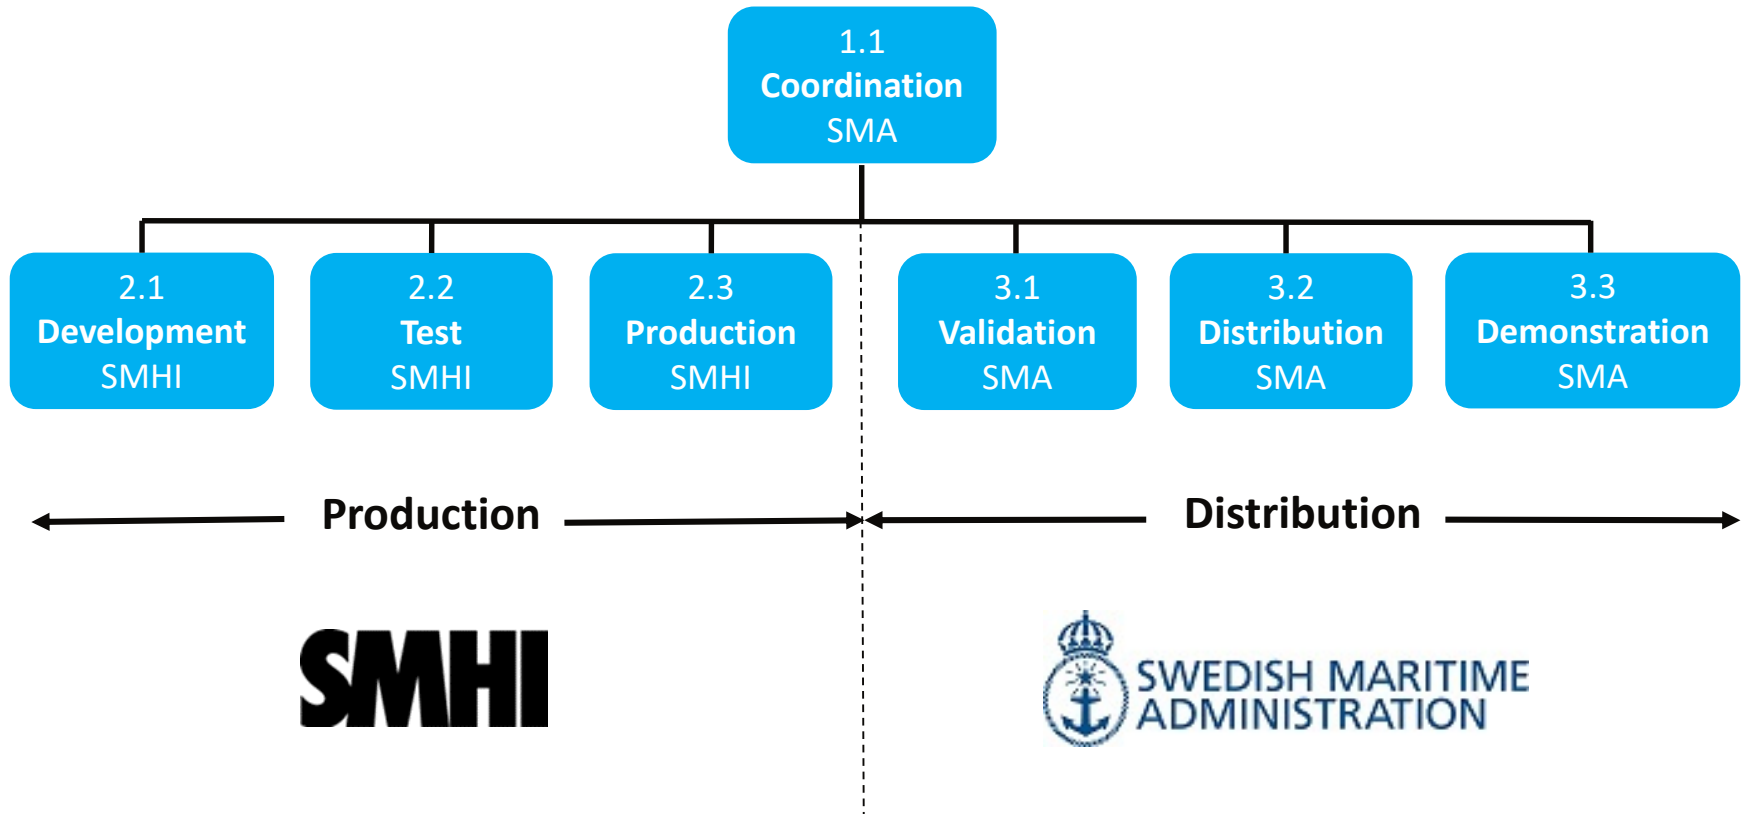 1.1
Coordination
SMA
2.1
Development
SMHI
2.2
Test
SMHI
2.3
Production
SMHI
3.1
Validation
SMA
3.2
Distribution
SMA
3.3
Demonstration
SMA
Production
Distribution
SMHI
SWEDISH MARITIME
ADMINISTRATION